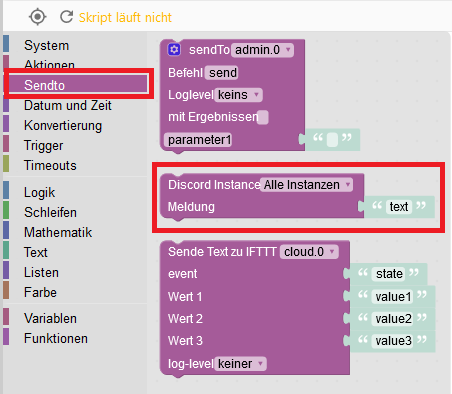 Skript läuft nicht
System
Aktionen
Sendto
Datum und Zeit
Konvertierung
Trigger
Timeouts
Logik
Schleifen
Mathematik
Text
Listen
Farbe
Variablen
Funktionen
sendTo admin.0
Befehl send
Loglevel keins
mit Ergebnissen
parameter1 “ ”
Discord Instance Alle Instanzen
Meldung “ text ”
Sende Text zu IFTTT cloud.0
event “ state ”
Wert 1 “ value1 ”
Wert 2 “ value2 ”
Wert 3 “ value3 ”
log-level keiner